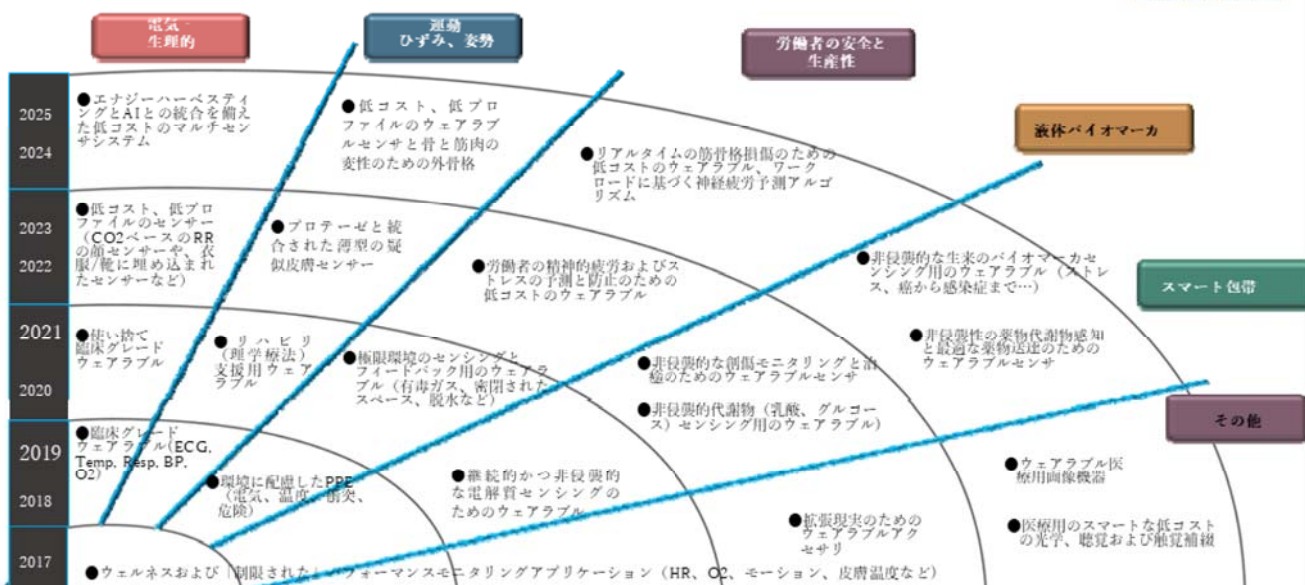 電気・
生理的
運動
ひずみ、姿勢
労働者の安全と
生産性
液体バイオマーカ
スマート包帯
その他
2025
2024
●エナジーハーベスティ
ングとAIとの統合を備え
た低コストのマルチセン
サシステム
●低コスト、低プロ
ファイルのウェアラブ
ルセンサと骨と筋肉の
変性のための外骨格
●リアルタイムの筋骨格損傷のための
低コストのウェアラブル、ワーク
ロードに基づく神経疲労予測アルゴ
リズム
2023
2022
●低コスト、低プロ
ファイルのセンサー
（CO2ベースのRR
の顔センサーや、衣
服/靴に埋め込まれ
たセンサーなど）
●プロテーゼと統
合された薄型の疑
似皮膚センサー
●労働者の精神的疲労およびス
トレスの予測と防止のための
低コストのウェアラブル
●非侵襲的な生来のバイオマーカセ
ンシング用のウェアラブル（ストレ
ス、癌から感染症まで…）
2021
2020
●使い捨て
臨床グレード
ウェアラブル
●リハビリ
（理学療法）
支援用ウェア
ラブル
●極限環境のセンシングと
フィードバック用のウェアラ
ブル（有毒ガス、密閉された
スペース、脱水など）
●非侵襲的な創傷モニタリングと治
癒のためのウェアラブルセンサ
●非侵襲的代謝物（乳酸、グルコー
ス）センシング用のウェアラブル）
●非侵襲性の薬物代謝物感知
と最適な薬物送達のための
ウェアラブルセンサ
2019
2018
●臨床グレード
ウェアラブル(ECG,
Temp, Resp, BP,
O2）
●環境に配慮したPPE
（電気、温度、衝突、
危険）
●継続的かつ非侵襲的
な電解質センシングの
ためのウェアラブル
●拡張現実のための
ウェアラブルアク
セサリ
●ウェアラブル医
療用画像機器
●医療用のスマートな低コスト
の光学、聴覚および触覚補綴
2017
●ウェルネスおよび「制限された」パフォーマンスモニタリングアプリケーション（HR、O2、モーション、皮膚温度など）